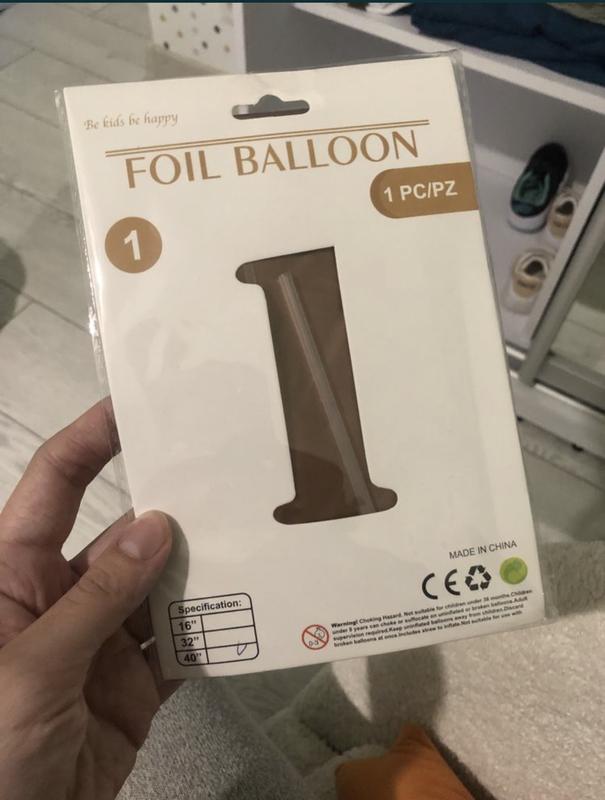 Be kids be happy
FOIL BALLOON
1 PC/PZ
1
MADE IN CHINA
CE
Specification:
16"
32"
40"
0-3
Warning! Choking Hazard. Not suitable for children under 36 months.Children
under 8 years can choke or suffocate on uninflated or broken balloons.Adult
supervision required.Keep uninflated balloons away from children.Discard
broken balloons at once.Includes straw to inflate.Not suitable for use with